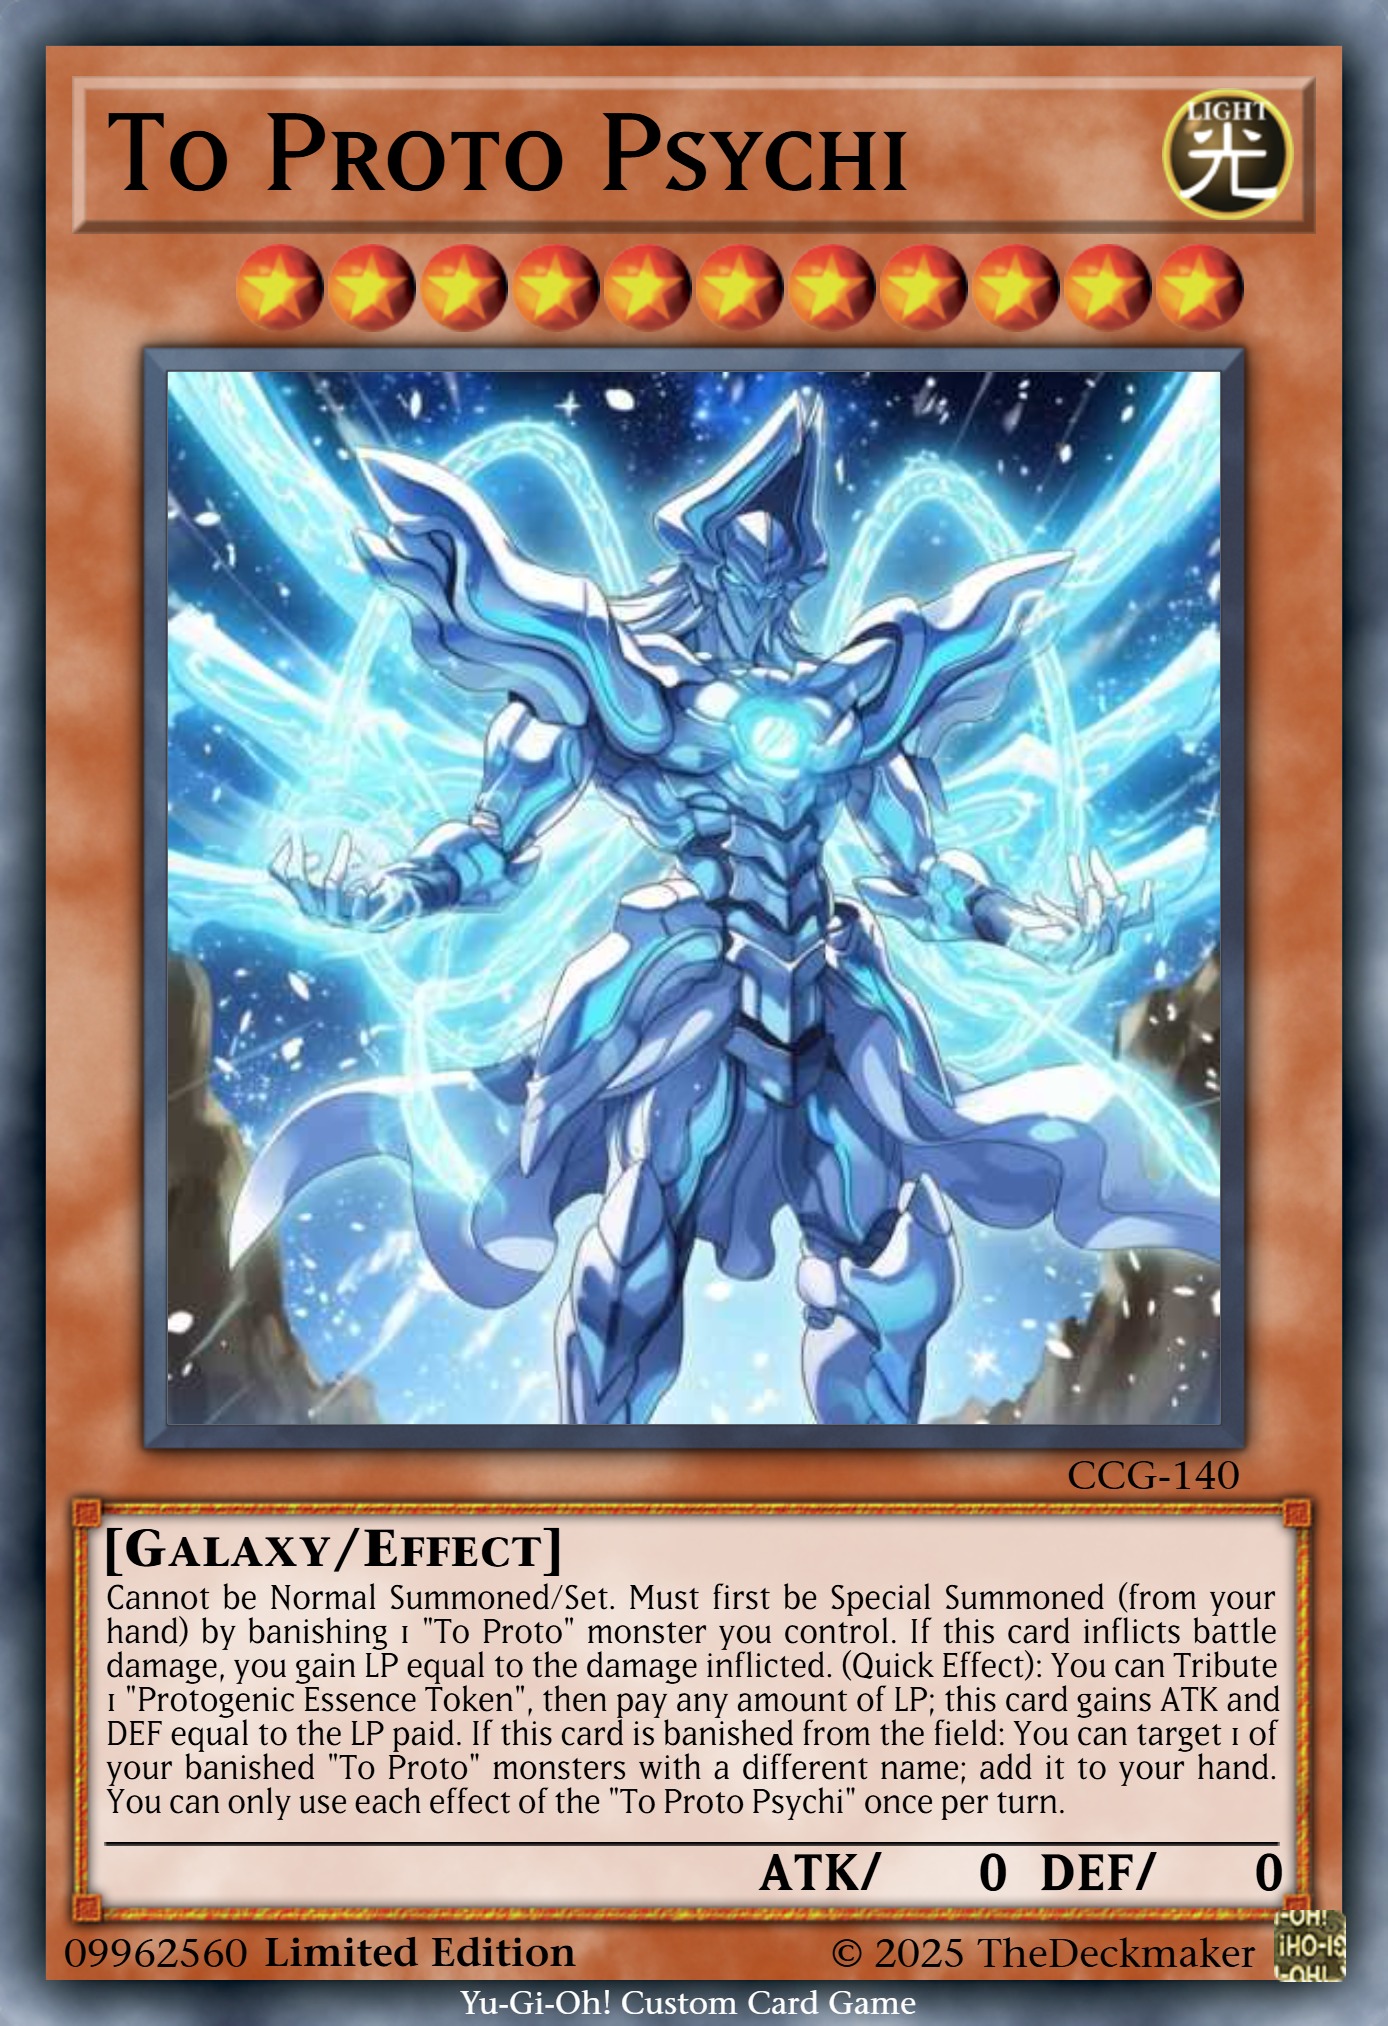 To Proto Psychi
LIGHT
光
CCG-140
[Galaxy/Effect]
Cannot be Normal Summoned/Set. Must first be Special Summoned (from your
hand) by banishing 1 "To Proto" monster you control. If this card inflicts battle
damage, you gain LP equal to the damage inflicted. (Quick Effect): You can Tribute
1 "Protogenic Essence Token", then pay any amount of LP; this card gains ATK and
DEF equal to the LP paid. If this card is banished from the field: You can target 1 of
your banished "To Proto" monsters with a different name; add it to your hand.
You can only use each effect of the "To Proto Psychi" once per turn.
ATK/ 0 DEF/ 0
09962560 Limited Edition © 2025 TheDeckmaker
Yu-Gi-Oh! Custom Card Game